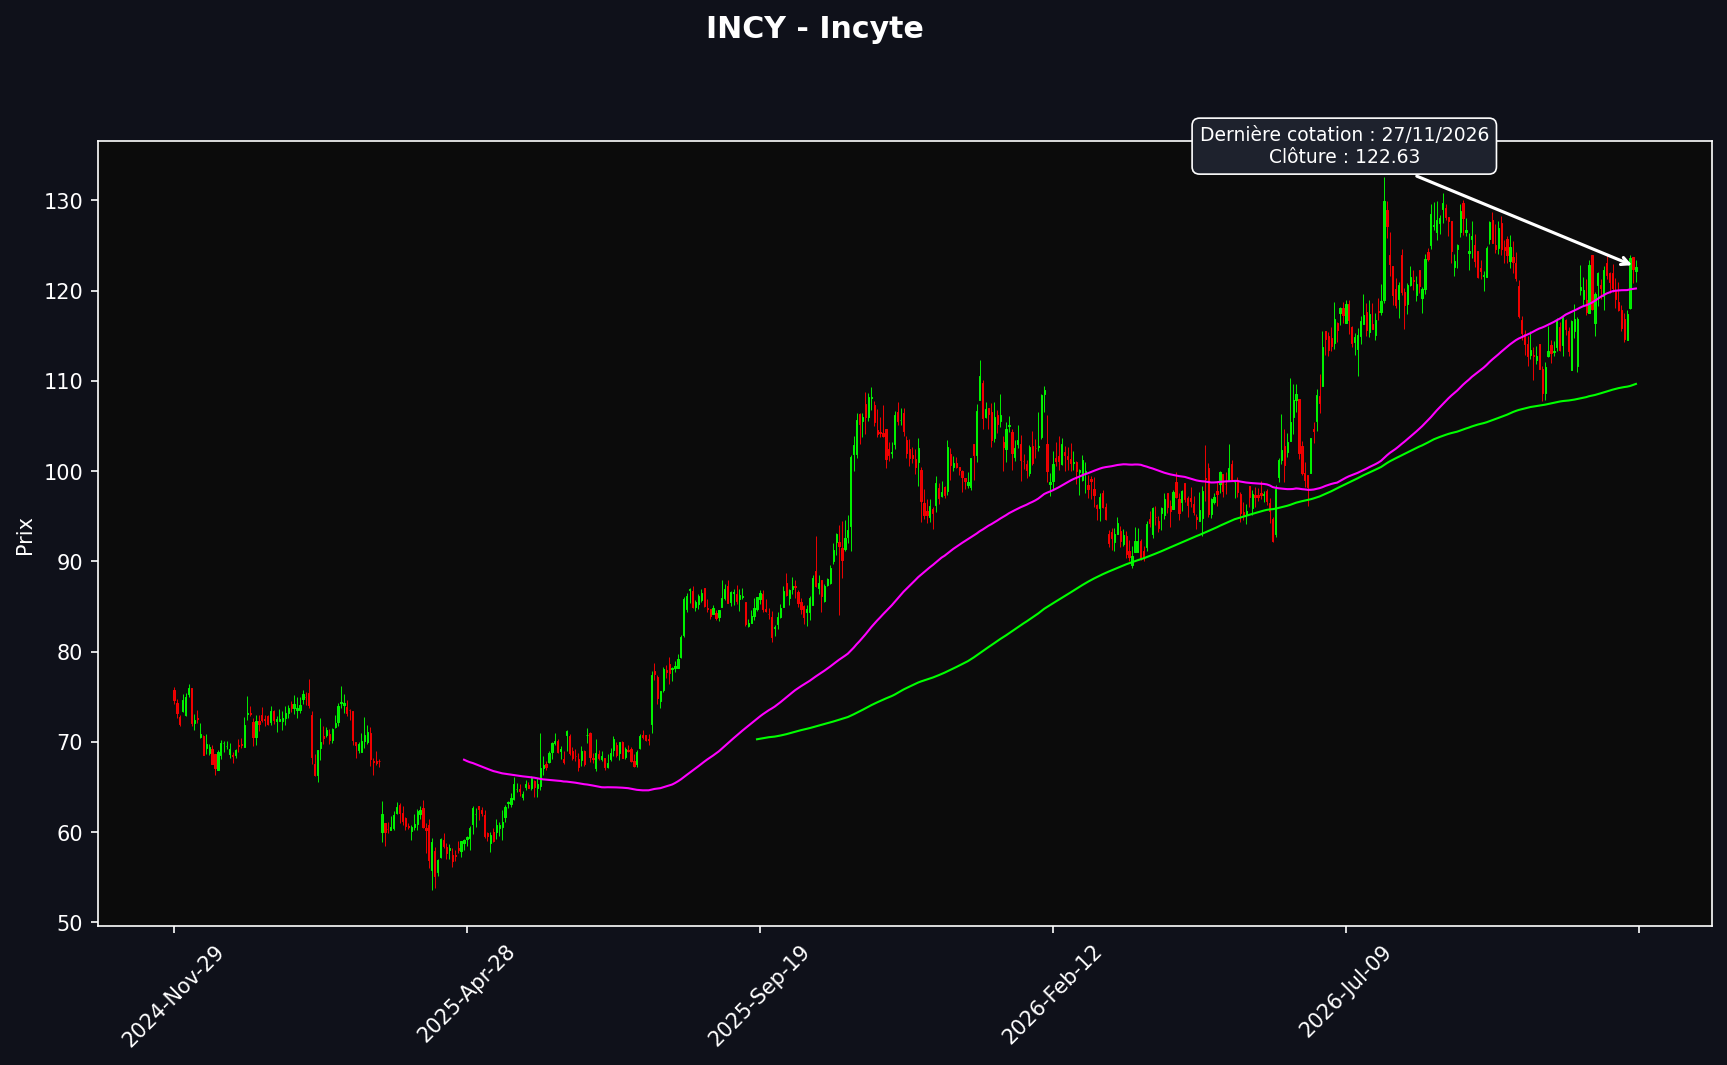 INCY - Incyte
Dernière cotation : 27/11/2026
Clôture : 122.63
Prix
130
120
110
100
90
80
70
60
50
2024-Nov-29
2025-Apr-28
2025-Sep-19
2026-Feb-12
2026-Jul-09